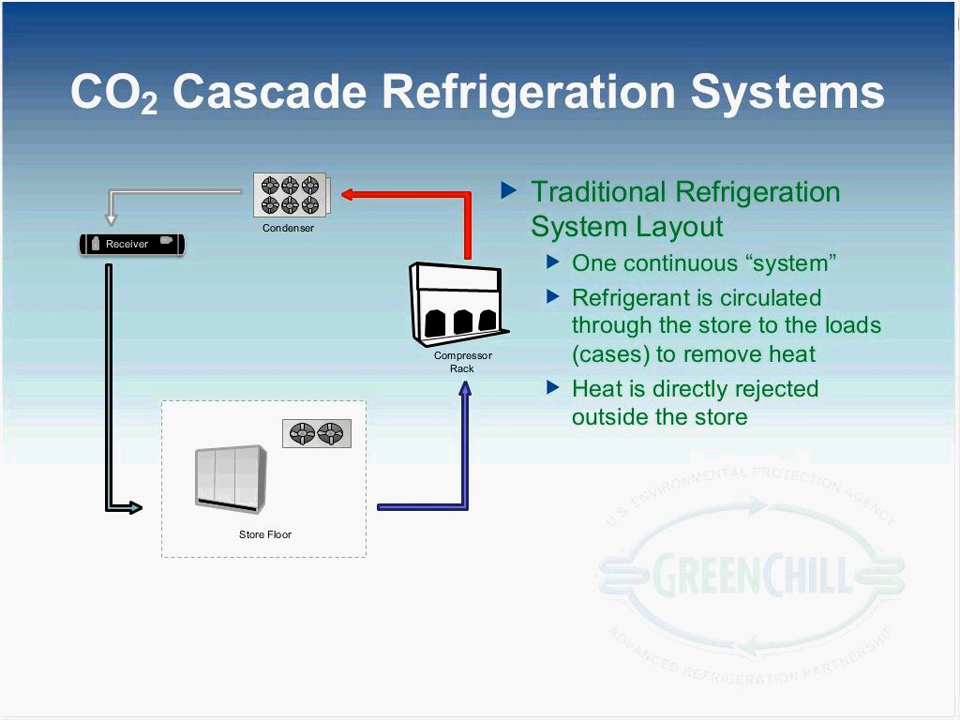 CO₂ Cascade Refrigeration Systems
Condenser
Receiver
Compressor
Rack
Store Floor
Traditional Refrigeration
System Layout
One continuous “system”
Refrigerant is circulated
through the store to the loads
(cases) to remove heat
Heat is directly rejected
outside the store
U.S. ENVIRONMENTAL PROTECTION AGENCY
GREENCHILL
ADVANCED REFRIGERATION PARTNERSHIP